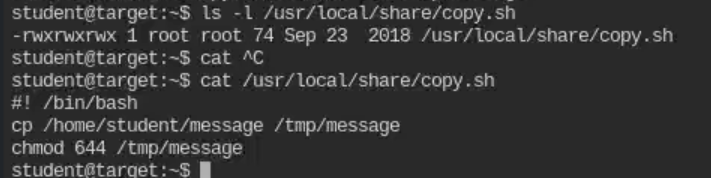 student@target:~$ ls -l /usr/local/share/copy.sh
-rwxrwxrwx 1 root root 74 Sep 23  2018 /usr/local/share/copy.sh
student@target:~$ cat ^C
student@target:~$ cat /usr/local/share/copy.sh
#! /bin/bash
cp /home/student/message /tmp/message
chmod 644 /tmp/message
student@target:~$